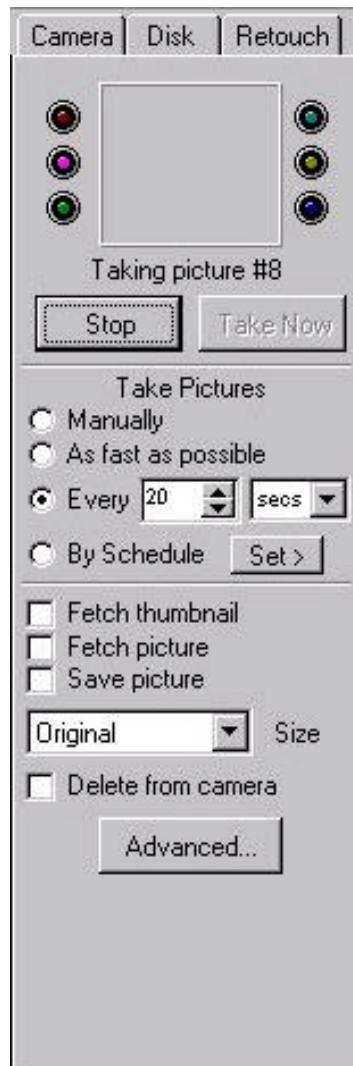 Camera Disk Retouch
Taking picture #8
Stop Take Now
Take Pictures
Manually
As fast as possible
Every 20 secs
By Schedule Set >
Fetch thumbnail
Fetch picture
Save picture
Original Size
Delete from camera
Advanced...